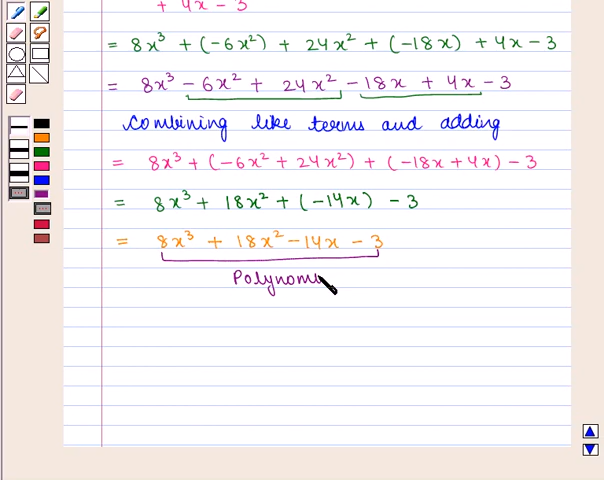 + 4x - 3
= 8x³ + (-6x²) + 24x² + (-18x) + 4x - 3
= 8x³ - 6x² + 24x² - 18x + 4x - 3
Combining like terms and adding
= 8x³ + (-6x² + 24x²) + (-18x + 4x) - 3
= 8x³ + 18x² + (-14x) - 3
= 8x³ + 18x² - 14x - 3
Polynomi